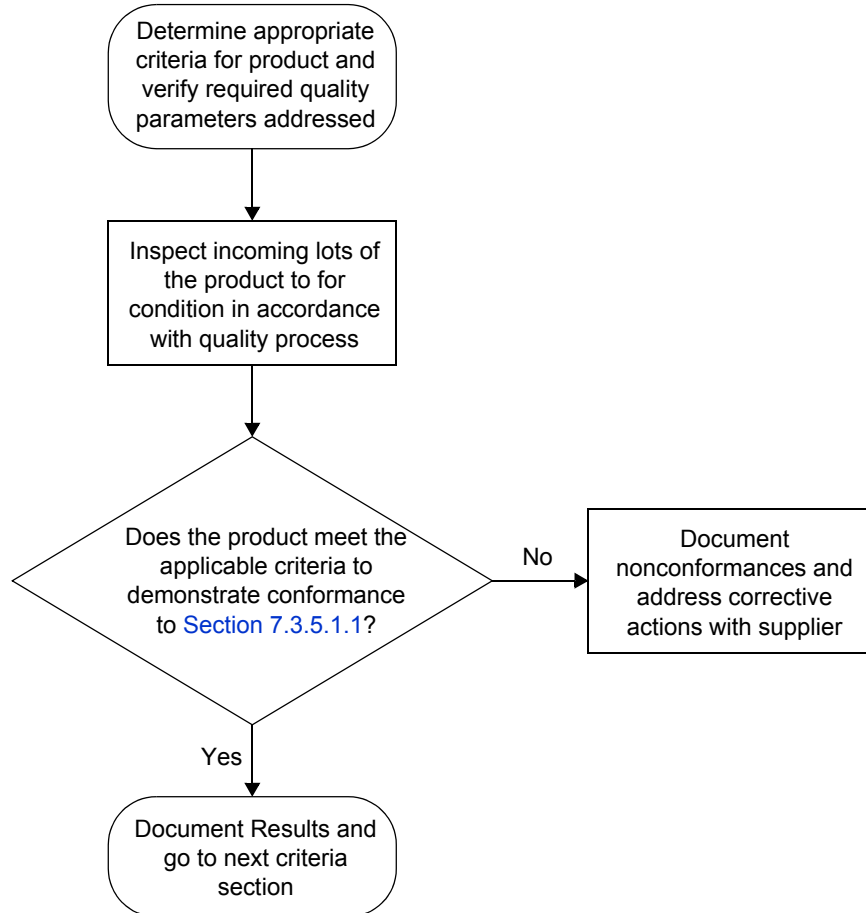 Determine appropriate
criteria for product and
verify required quality
parameters addressed
Inspect incoming lots of
the product to for
condition in accordance
with quality process
Does the product meet the
applicable criteria to
demonstrate conformance
to Section 7.3.5.1.1?
No
Document
nonconformances and
address corrective
actions with supplier
Yes
Document Results and
go to next criteria
section